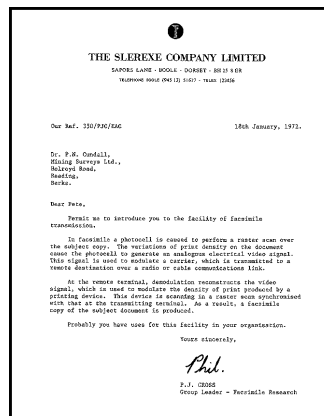 THE SLEREXE COMPANY LIMITED
SAPORS LANE - BOOLE - DORSET - BH 25 8 ER
TELEPHONE BOOLE (945 13) 51617 - TELEX 123456
Our Ref. 350/PJC/EAC
18th January, 1972.
Dr. P.N. Cundall,
Mining Surveys Ltd.,
Holroyd Road,
Reading,
Berks.
Dear Pete,
Permit me to introduce you to the facility of facsimile
transmission.
In facsimile a photocell is caused to perform a raster scan over
the subject copy. The variations of print density on the document
cause the photocell to generate an analogous electrical video signal.
This signal is used to modulate a carrier, which is transmitted to a
remote destination over a radio or cable communications link.
At the remote terminal, demodulation reconstructs the video
signal, which is used to modulate the density of print produced by a
printing device. This device is scanning in a raster scan synchronised
with that at the transmitting terminal. As a result, a facsimile
copy of the subject document is produced.
Probably you have uses for this facility in your organisation.
Yours sincerely,
Phil.
P.J. CROSS
Group Leader - Facsimile Research